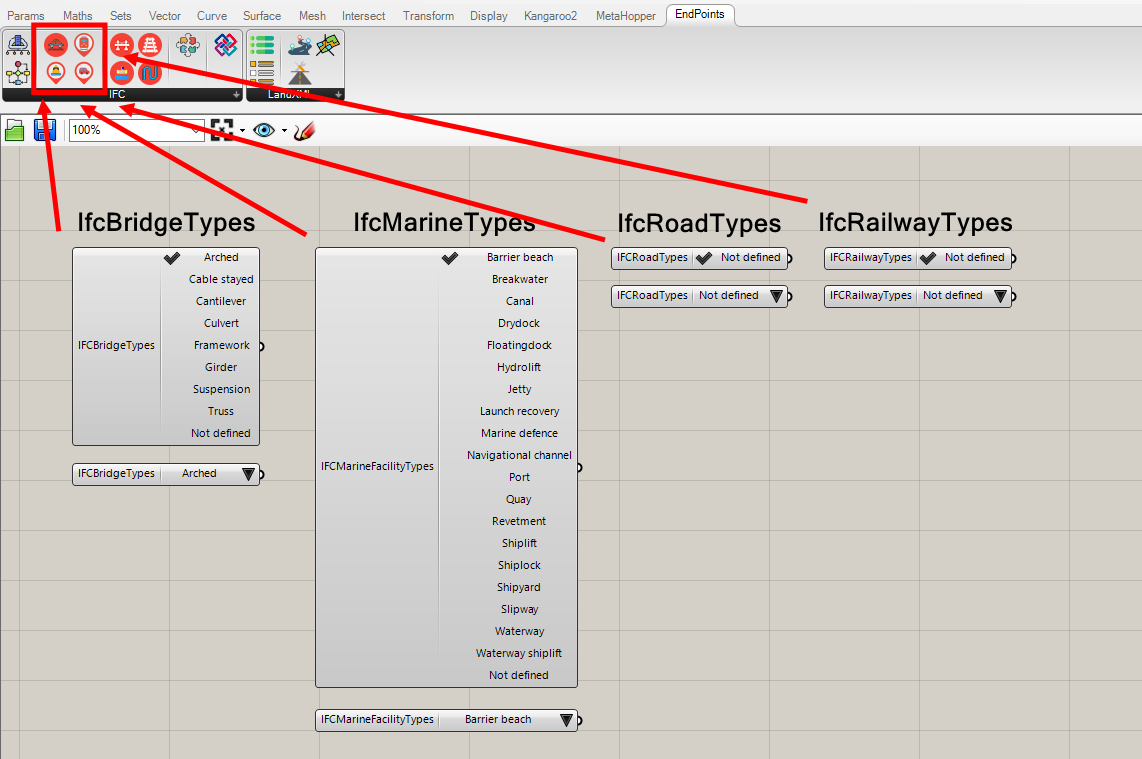 Params Maths Sets Vector Curve Surface Mesh Intersect Transform Display Kangaroo2 MetaHopper EndPoints
IFC LandXML
100%
IfcBridgeTypes IfcMarineTypes IfcRoadTypes IfcRailwayTypes
IFCBridgeTypes
Arched
Cable stayed
Cantilever
Culvert
Framework
Girder
Suspension
Truss
Not defined
IFCBridgeTypes Arched
IFCMarineFacilityTypes
Barrier beach
Breakwater
Canal
Drydock
Floatingdock
Hydrolift
Jetty
Launch recovery
Marine defence
Navigational channel
Port
Quay
Revetment
Shiplift
Shiplock
Shipyard
Slipway
Waterway
Waterway shiplift
Not defined
IFCMarineFacilityTypes Barrier beach
IFCRoadTypes Not defined
IFCRoadTypes Not defined
IFCRailwayTypes Not defined
IFCRailwayTypes Not defined